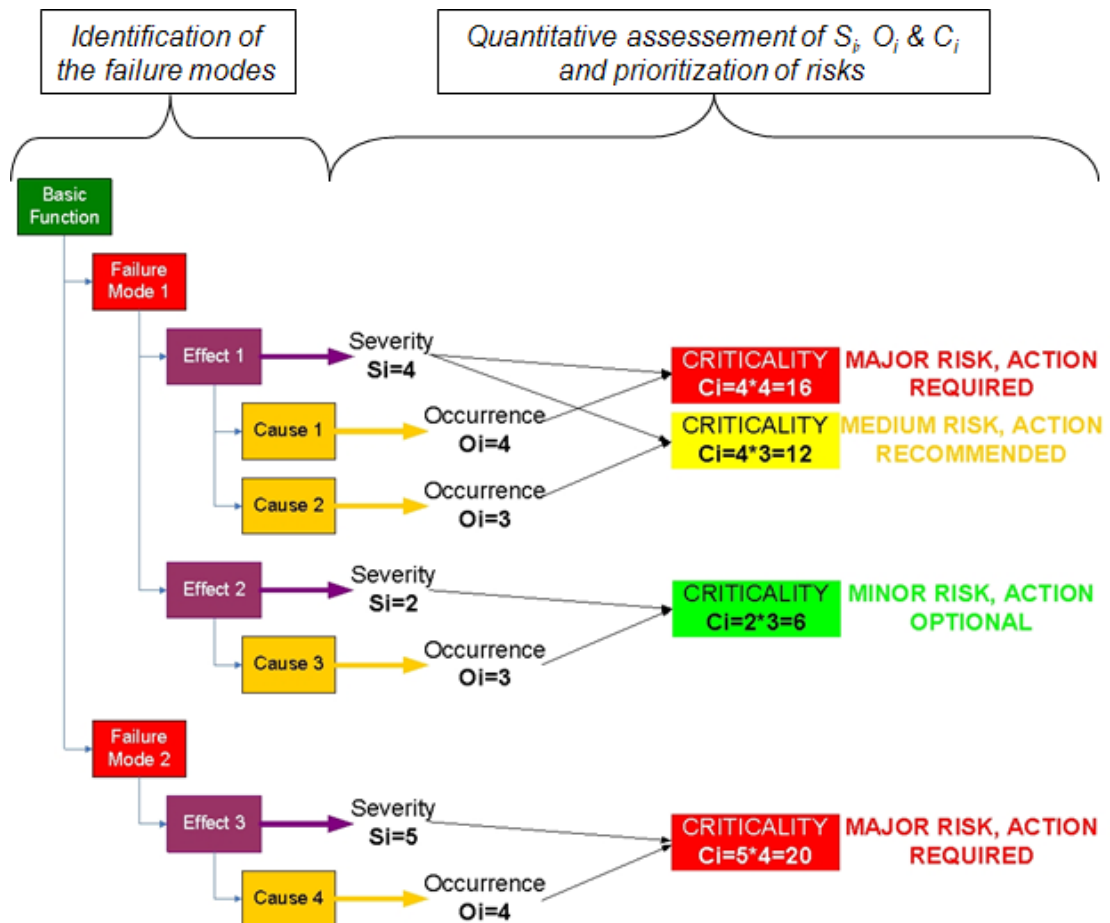 Identification of
the failure modes
Quantitative assessement of Si, Oi & Ci
and prioritization of risks
Basic
Function
Failure
Mode 1
Effect 1
Severity
Si=4
CRITICALITY
Ci=4*4=16
MAJOR RISK, ACTION
REQUIRED
Cause 1
Occurrence
Oi=4
CRITICALITY
Ci=4*3=12
MEDIUM RISK, ACTION
RECOMMENDED
Cause 2
Occurrence
Oi=3
Effect 2
Severity
Si=2
CRITICALITY
Ci=2*3=6
MINOR RISK, ACTION
OPTIONAL
Cause 3
Occurrence
Oi=3
Failure
Mode 2
Effect 3
Severity
Si=5
CRITICALITY
Ci=5*4=20
MAJOR RISK, ACTION
REQUIRED
Cause 4
Occurrence
Oi=4